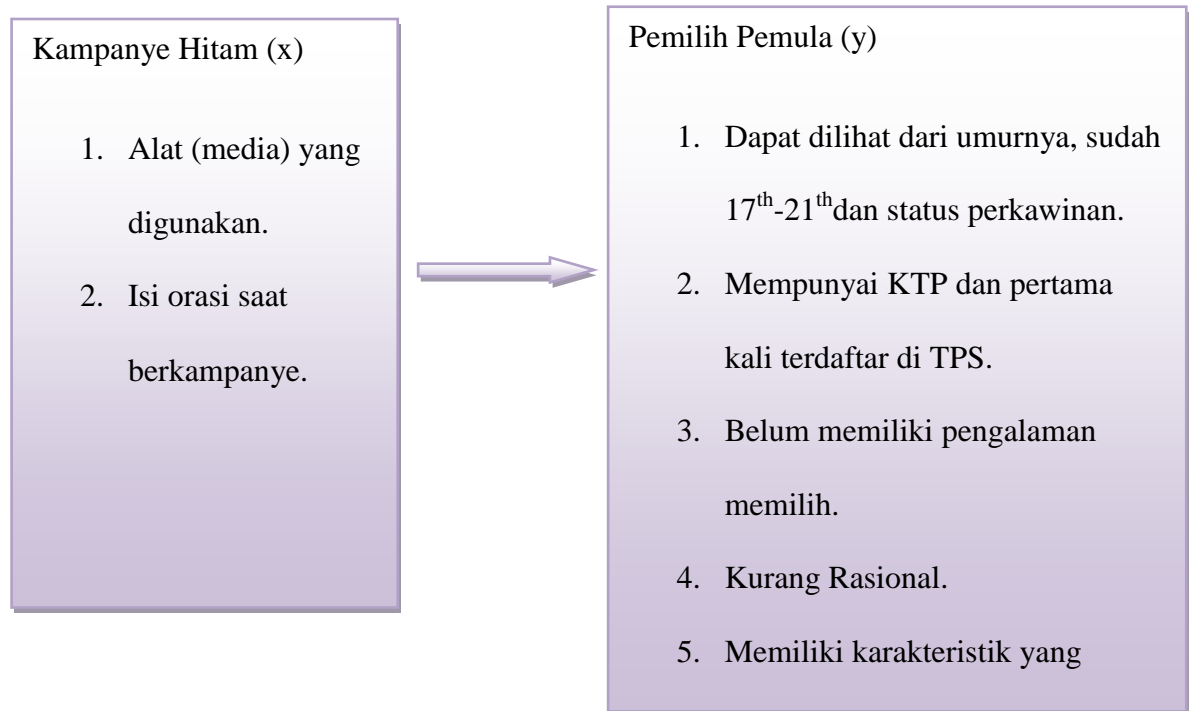 Kampanye Hitam (x)
1. Alat (media) yang
digunakan.
2. Isi orasi saat
berkampanye.
Pemilih Pemula (y)
1. Dapat dilihat dari umurnya, sudah
17th-21thdan status perkawinan.
2. Mempunyai KTP dan pertama
kali terdaftar di TPS.
3. Belum memiliki pengalaman
memilih.
4. Kurang Rasional.
5. Memiliki karakteristik yang